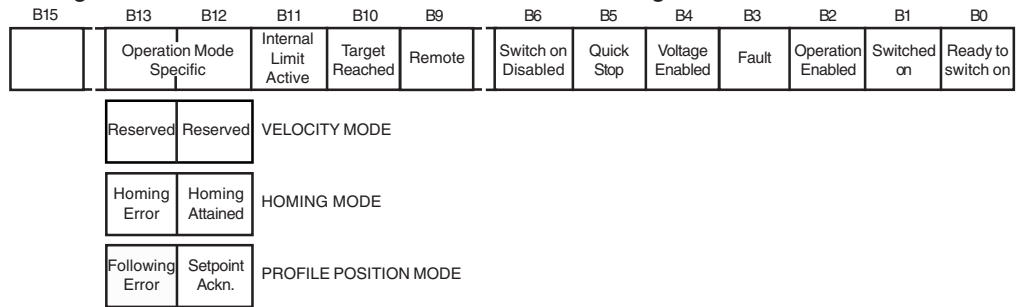 B15 B13 B12 B11 B10 B9 B6 B5 B4 B3 B2 B1 B0
Operation Mode Specific
Internal Limit Active
Target Reached
Remote
Switch on Disabled
Quick Stop
Voltage Enabled
Fault
Operation Enabled
Switched on
Ready to switch on
Reserved Reserved VELOCITY MODE
Homing Error Homing Attained HOMING MODE
Following Error Setpoint Ackn. PROFILE POSITION MODE